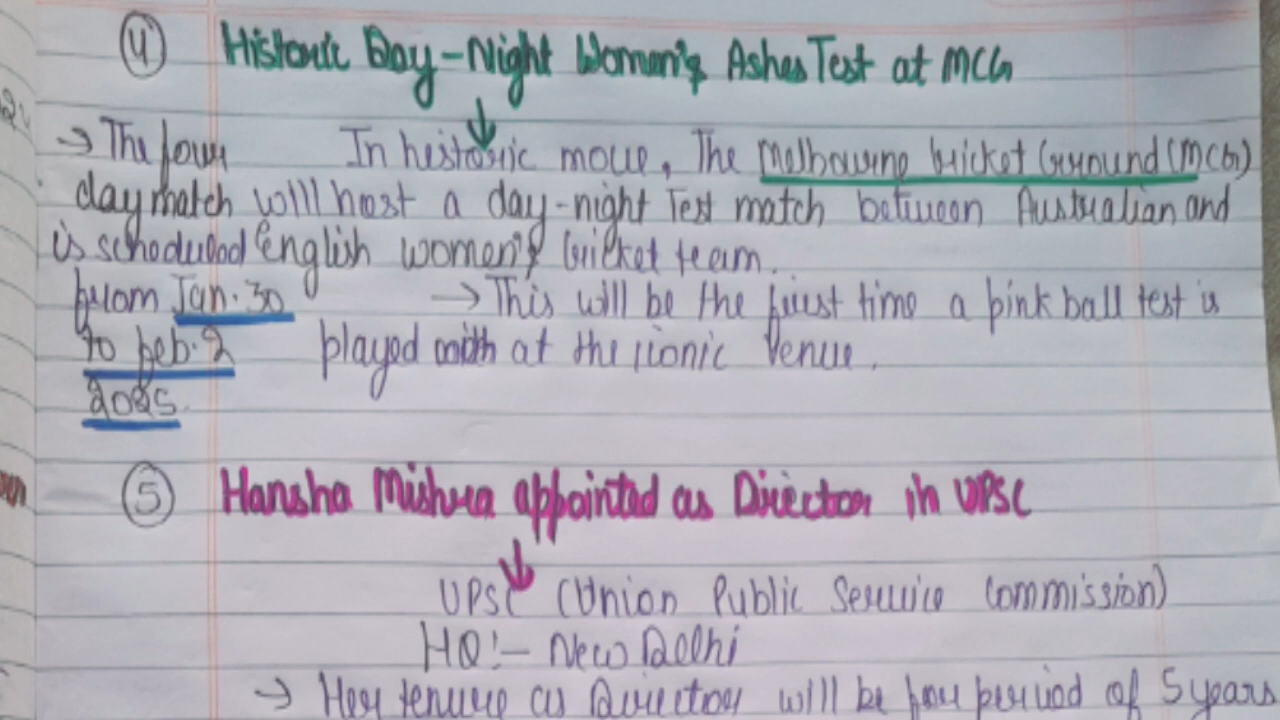 ④ Historic Day-Night Women's Ashes Test at MCG
→ The four
day match
is scheduled
from Jan. 30
to feb. 2
2025.
In historic move, The Melbourne Cricket Ground (MCG)
will host a day-night Test match between Australian and
English women's Cricket team.
→ This will be the first time a pink ball test is
played at the iconic Venue.
⑤ Hansha Mishra appointed as Director in UPSC
UPSC (Union Public Service Commission)
HQ:- New Delhi
→ Her tenure as Director will be for period of 5 years